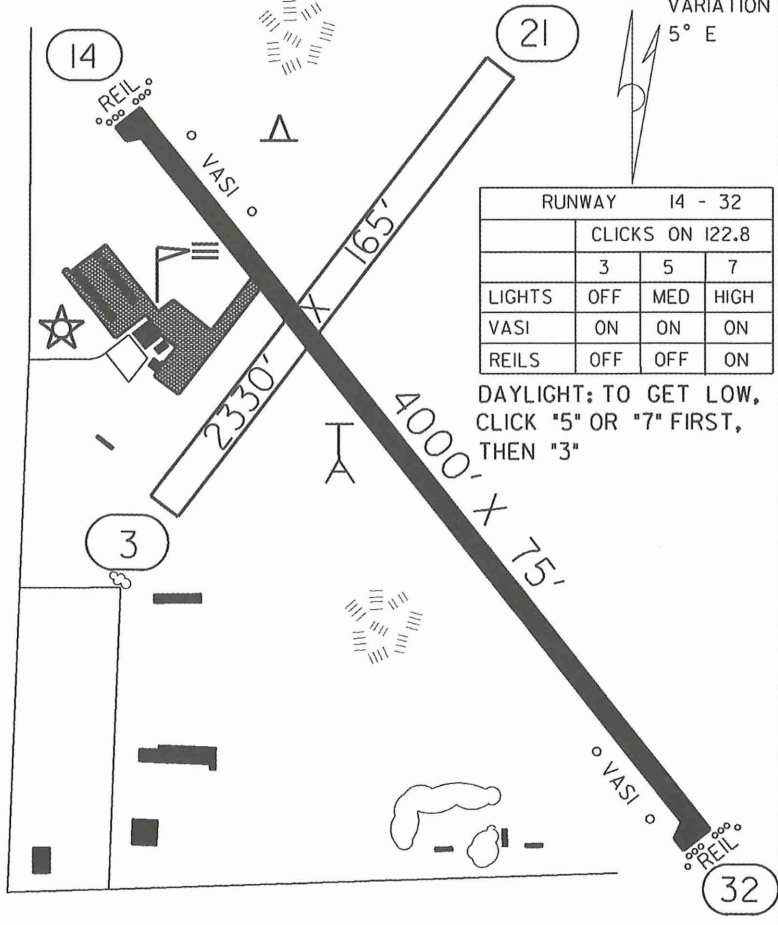 VARIATION
5° E
14
21
REIL
VASI
165'
X
2330'
RUNWAY 14 - 32
CLICKS ON 122.8
3 5 7
LIGHTS OFF MED HIGH
VASI ON ON ON
REILS OFF OFF ON
DAYLIGHT: TO GET LOW,
CLICK "5" OR "7" FIRST,
THEN "3"
4000' X 75'
3
VASI
REIL
32